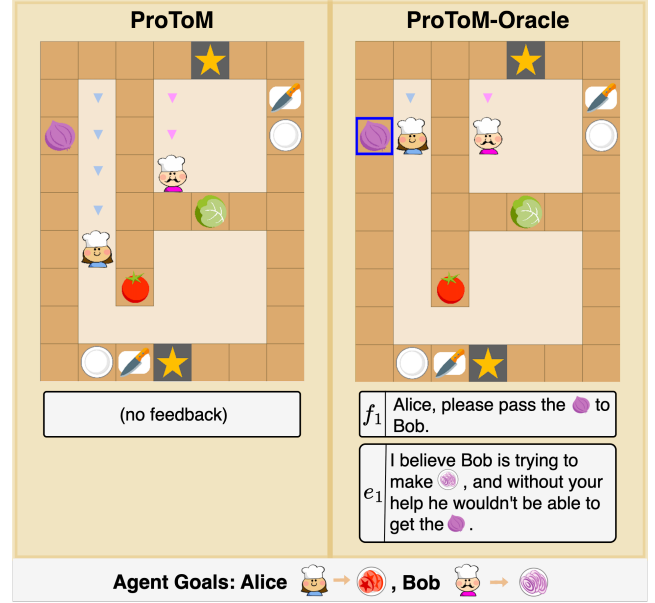 ProToM
(no feedback)
ProToM-Oracle
f1
Alice, please pass the to
Bob.
e1
I believe Bob is trying to
make , and without your
help he wouldn't be able to
get the .
Agent Goals: Alice , Bob